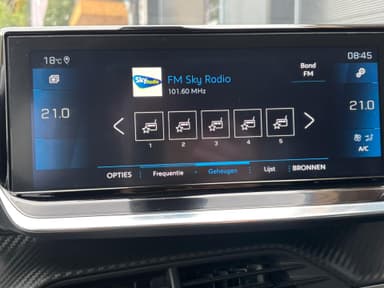 18°C
08:45
Sky
Radio
FM Sky Radio
101.60 MHz
Band
FM
21.0
21.0
1 2 3 4 5
A/C
OPTIES Frequentie Geheugen Lijst BRONNEN